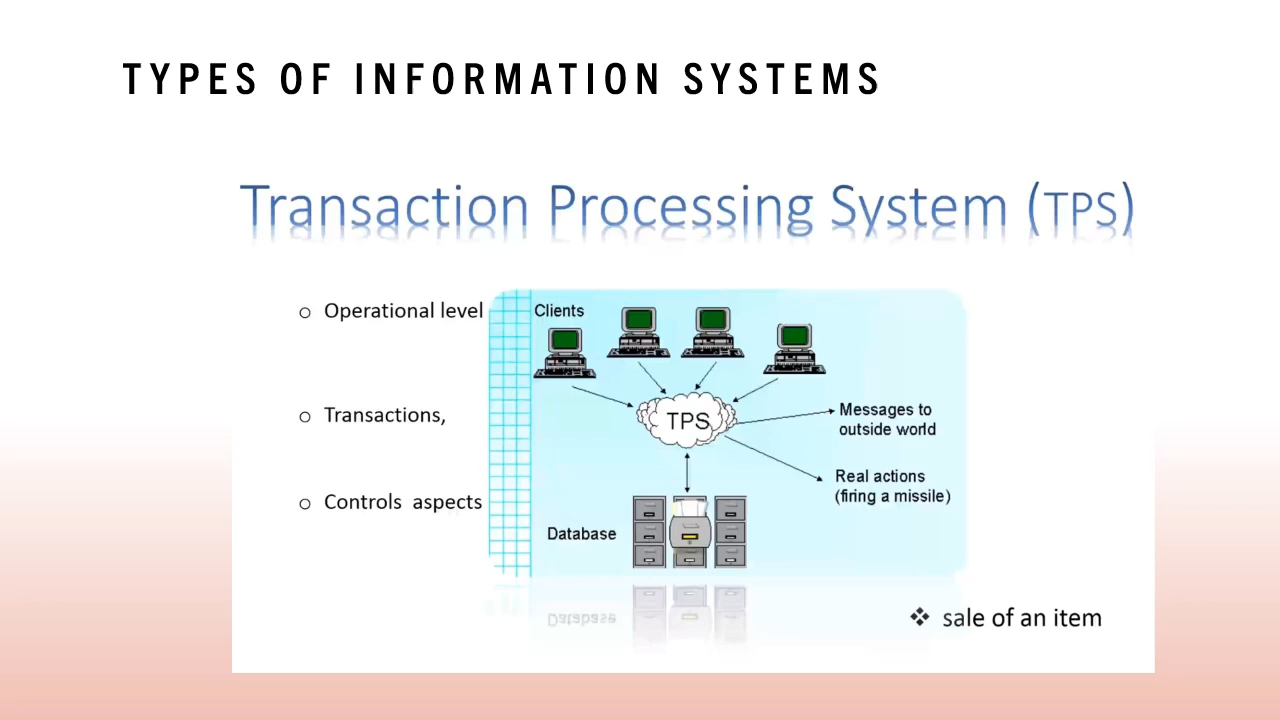 TYPES OF INFORMATION SYSTEMS
Transaction Processing System (TPS)
o Operational level
o Transactions,
o Controls aspects
Clients
TPS
Messages to
outside world
Real actions
(firing a missile)
Database
❖ sale of an item